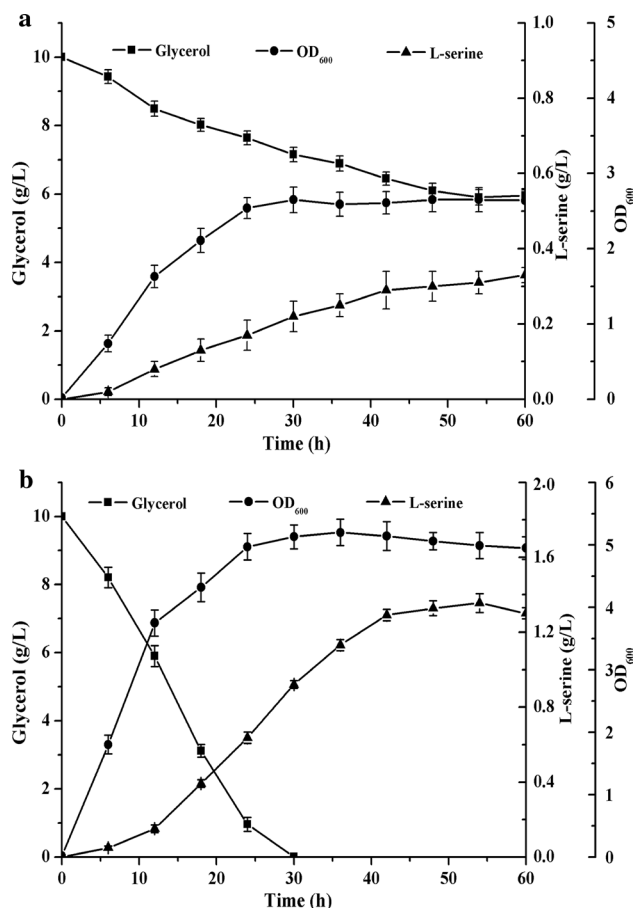 a
Glycerol OD600 L-serine
Glycerol (g/L)
10
8
6
4
2
0
L-serine (g/L)
1.0
0.8
0.6
0.4
0.2
0.0
OD600
5
4
3
2
1
0
0 10 20 30 40 50 60
Time (h)
b
Glycerol OD600 L-serine
Glycerol (g/L)
10
8
6
4
2
0
L-serine (g/L)
2.0
1.6
1.2
0.8
0.4
0.0
OD600
6
5
4
3
2
1
0
0 10 20 30 40 50 60
Time (h)